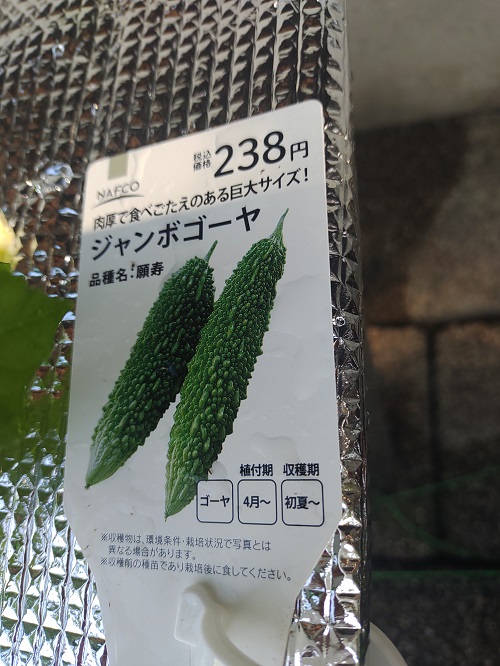 NAFCO
税込価格 238円
肉厚で食べごたえのある巨大サイズ!
ジャンボゴーヤ
品種名:願寿
植付期 収穫期
ゴーヤ 4月～ 初夏～
※収穫物は、環境条件・栽培状況で写真とは
異なる場合があります。
※収穫前の種苗であり栽培後に食してください。